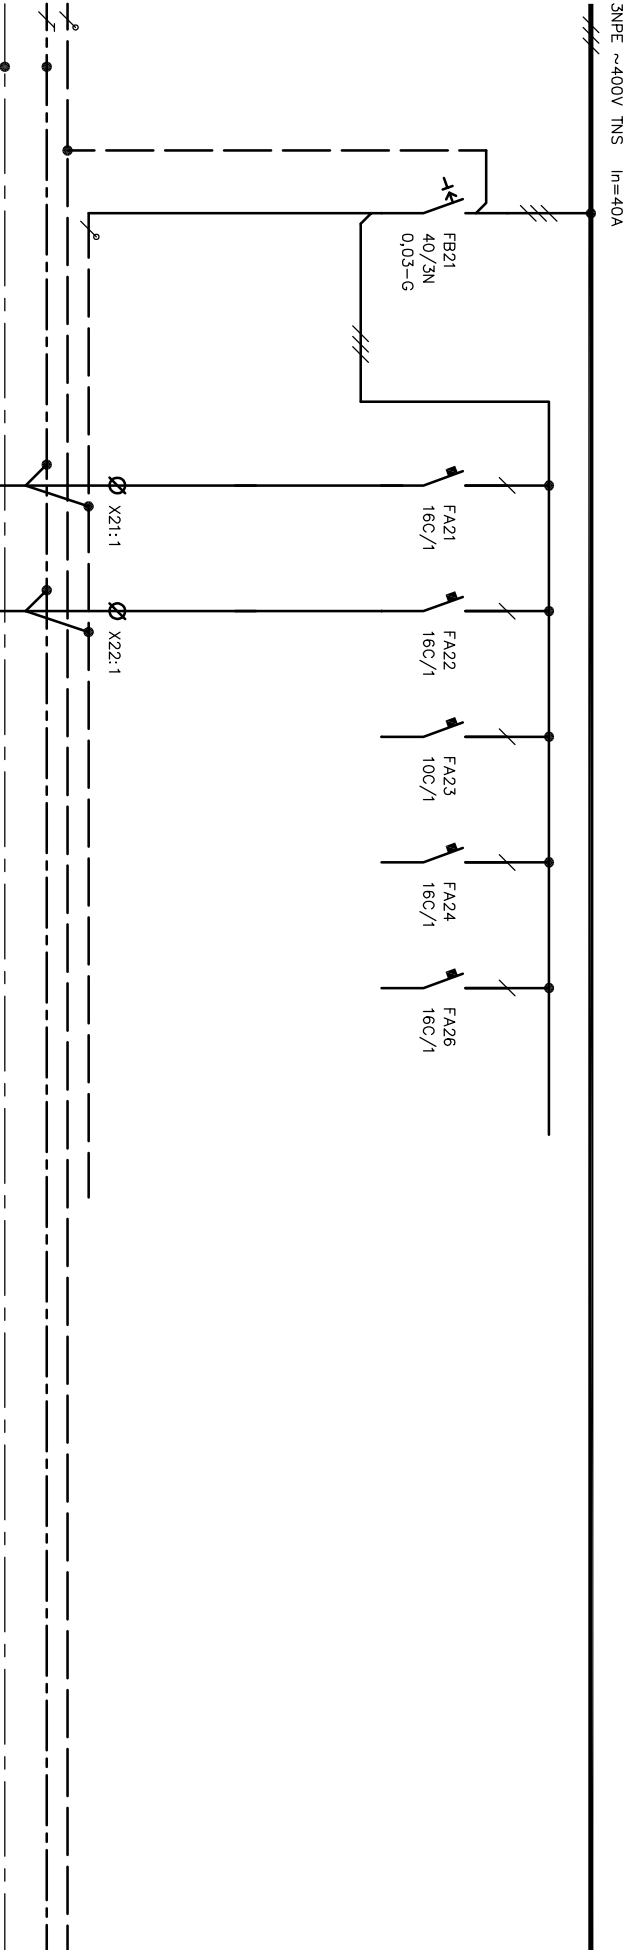 3NPE ~400V TNS In=40A
FB21
40/3N
0,03-G
FA21
16C/1
X21:1
FA22
16C/1
X22:1
FA23
10C/1
FA24
16C/1
FA26
16C/1